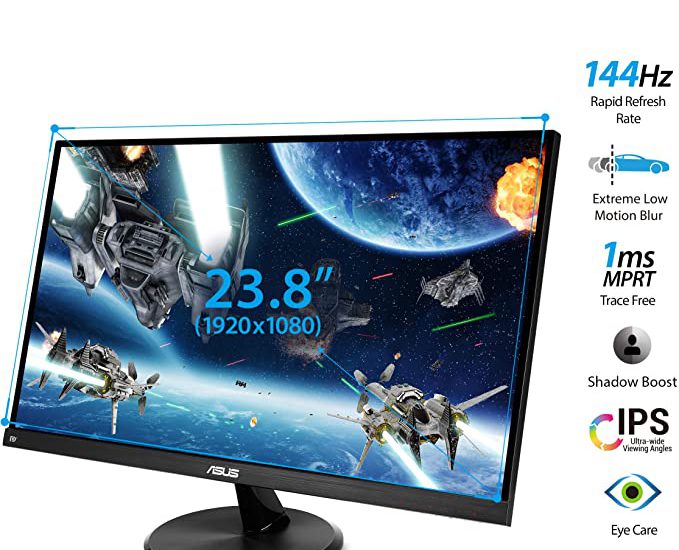 144Hz
Rapid Refresh
Rate
Extreme Low
Motion Blur
1ms
MPRT
Trace Free
Shadow Boost
IPS
Ultra-wide
Viewing Angles
Eye Care
23.8”
(1920x1080)
ASUS